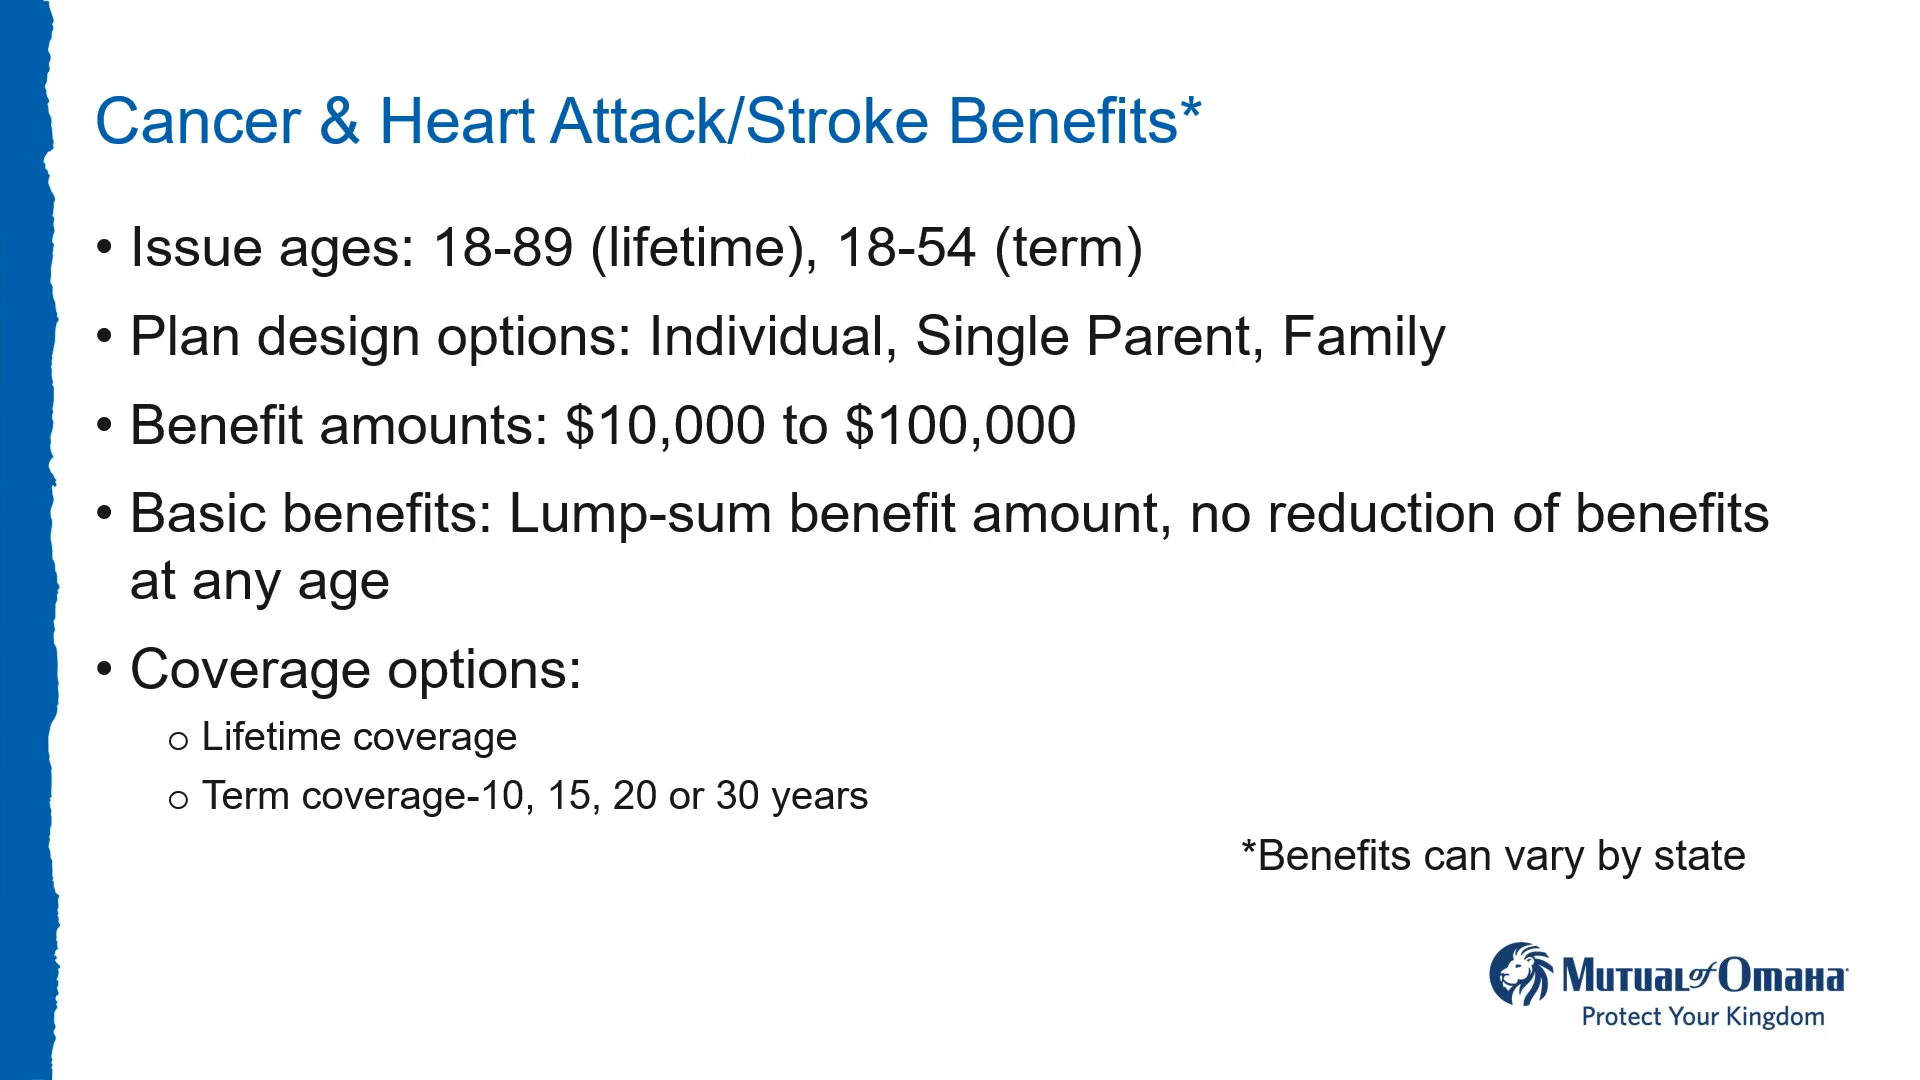 Cancer & Heart Attack/Stroke Benefits*
• Issue ages: 18-89 (lifetime), 18-54 (term)
• Plan design options: Individual, Single Parent, Family
• Benefit amounts: $10,000 to $100,000
• Basic benefits: Lump-sum benefit amount, no reduction of benefits
at any age
• Coverage options:
o Lifetime coverage
o Term coverage-10, 15, 20 or 30 years
*Benefits can vary by state
Mutual of Omaha
Protect Your Kingdom